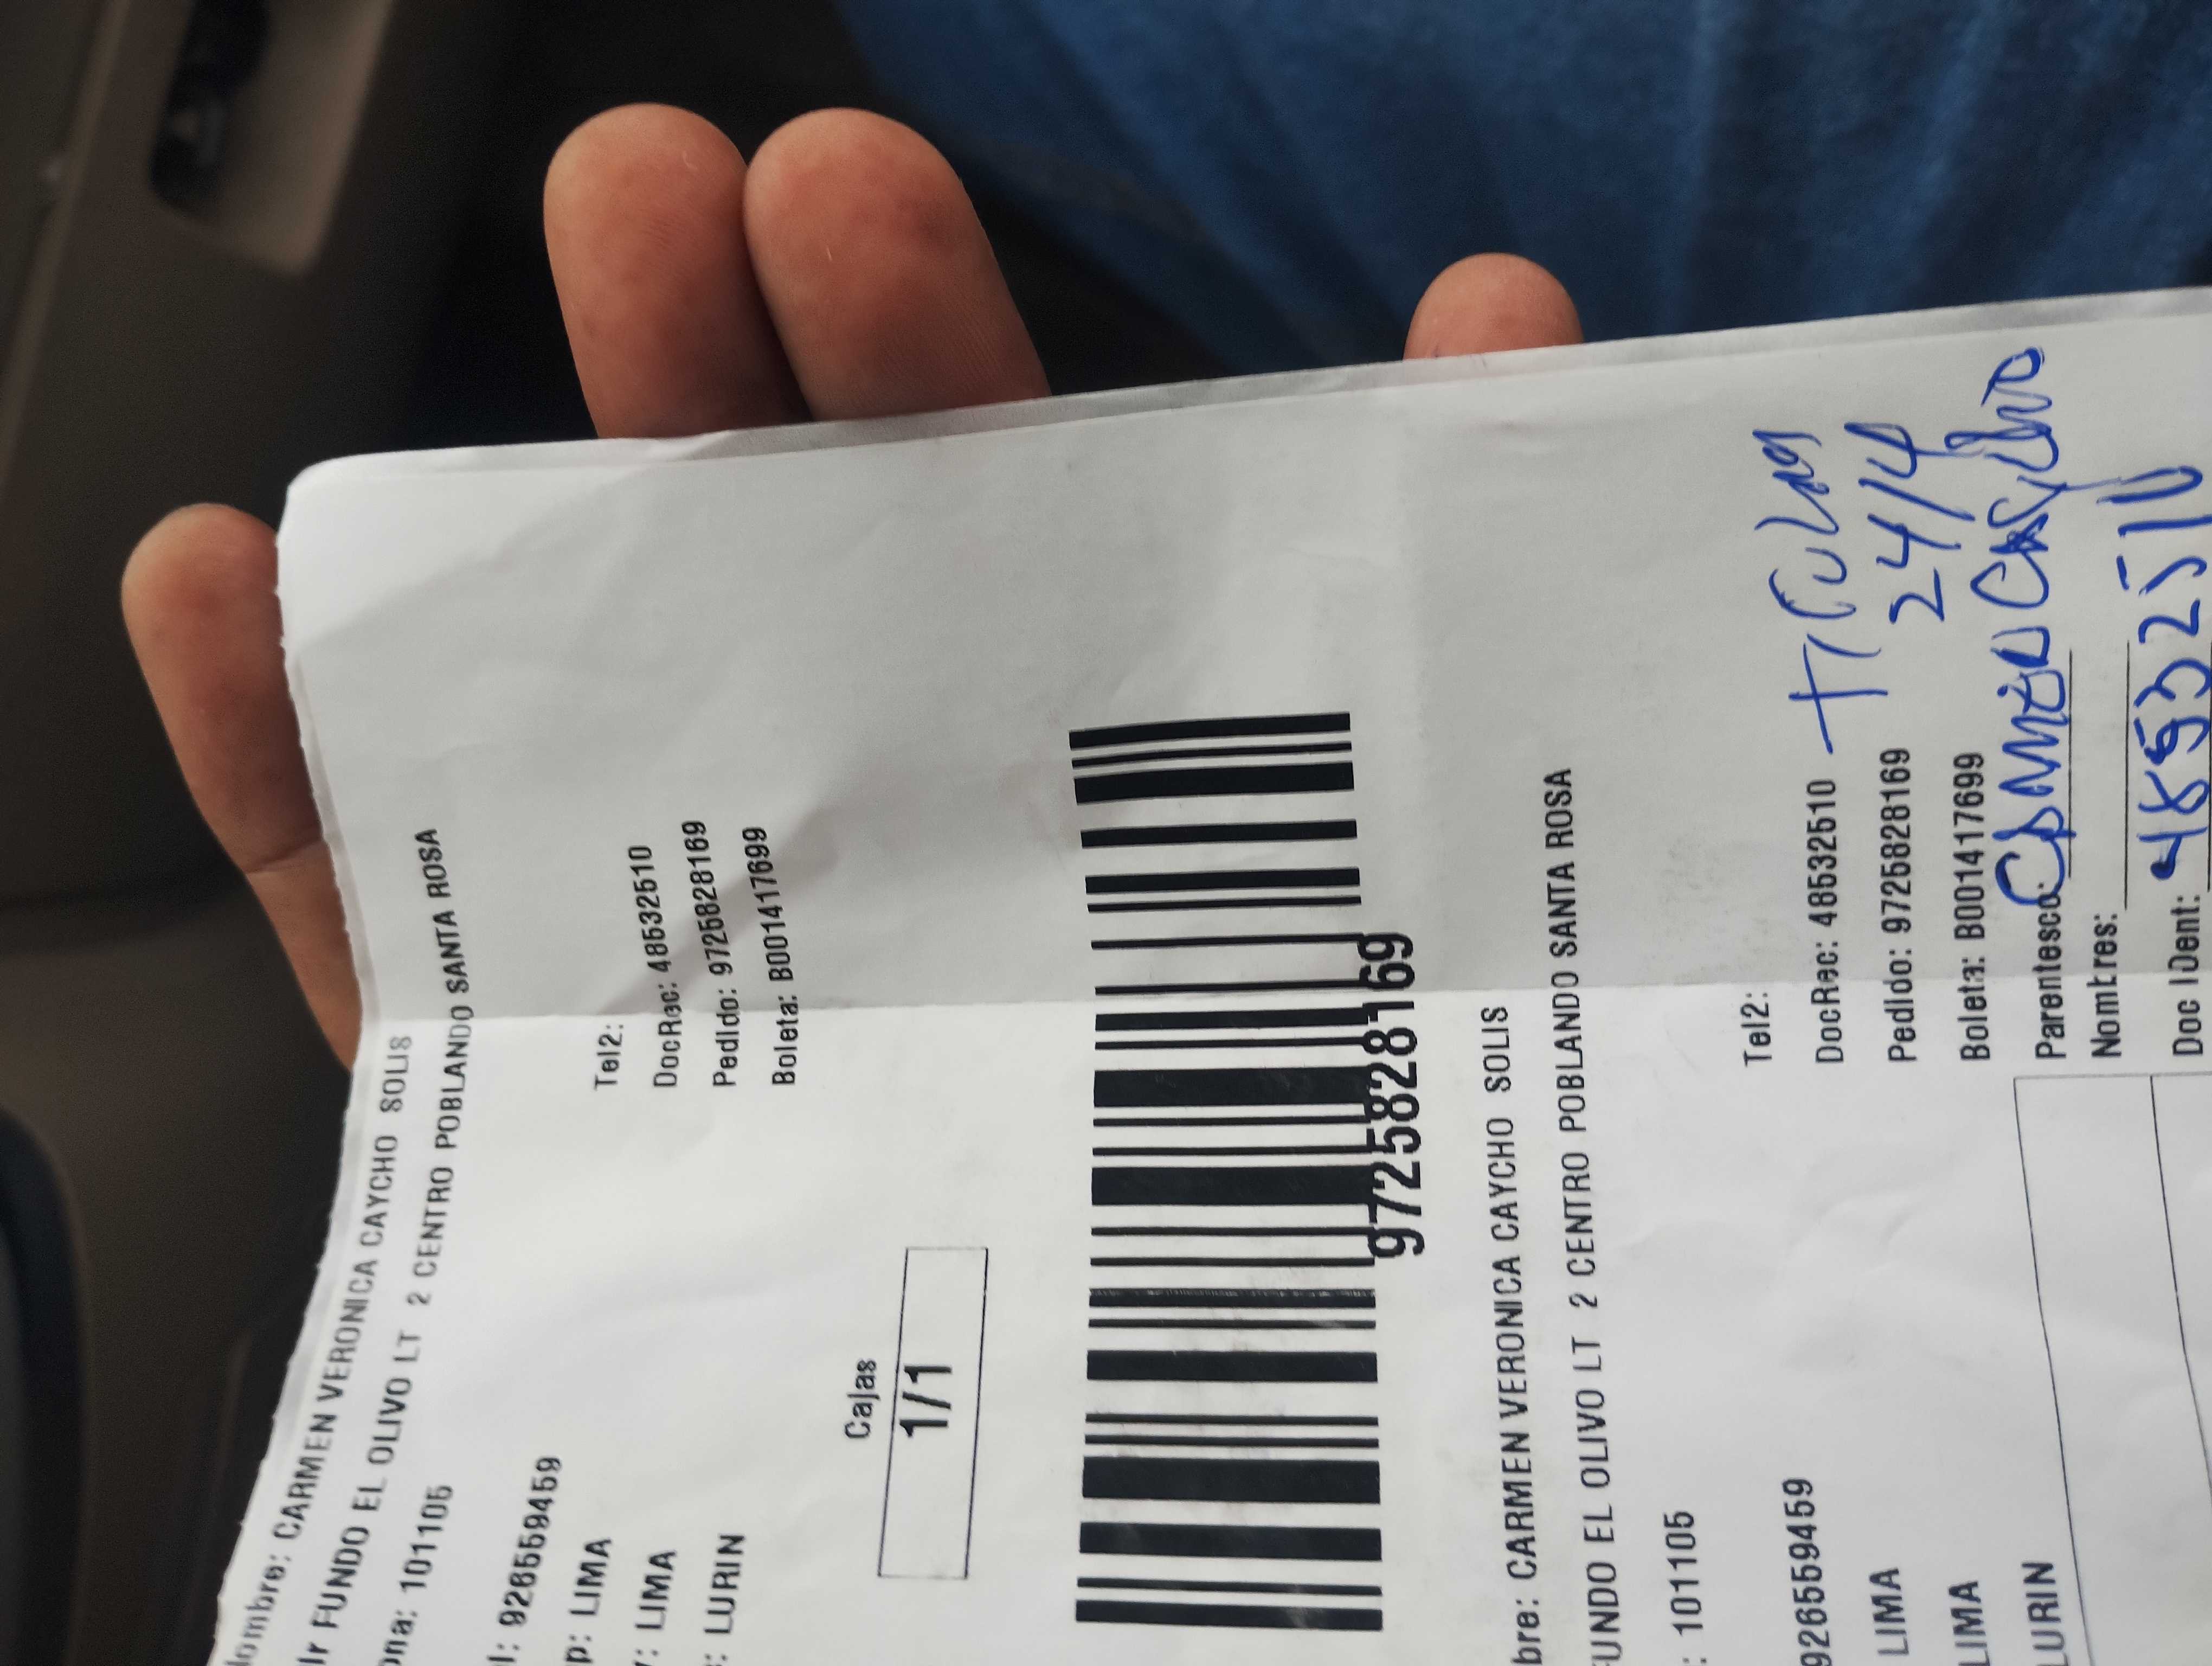 Nombre: CARMEN VERONICA CAYCHO SOLIS
Dir FUNDO EL OLIVO LT 2 CENTRO POBLANDO SANTA ROSA
ona: 101105
Tel2:
l: 926559459
DocRec: 48532510
p: LIMA
Pedido: 9725828169
: LIMA
Boleta: B001417699
: LURIN
Cajas
1/1
9725828169
bre: CARMEN VERONICA CAYCHO SOLIS
FUNDO EL OLIVO LT 2 CENTRO POBLANDO SANTA ROSA
: 101105
Tel2:
926559459
DocRec: 48532510
LIMA
Pedido: 9725828169
24/4
LIMA
Boleta: B001417699
LURIN
Parentesco:
Nombres:
Doc Ident: